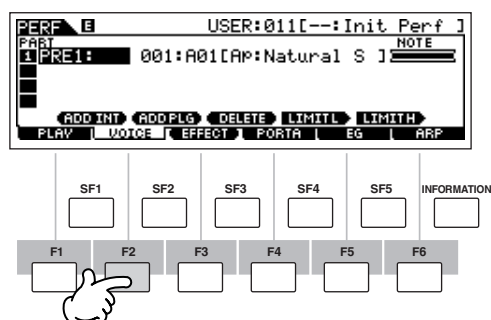 PERF E USER:011[--:Init Perf ]
PART NOTE
1 PRE1: 001:A01[Ap:Natural S ]
ADD INT ADD PLG DELETE LIMITL LIMITH
PLAY VOICE EFFECT PORTA EG ARP
SF1 SF2 SF3 SF4 SF5 INFORMATION
F1 F2 F3 F4 F5 F6